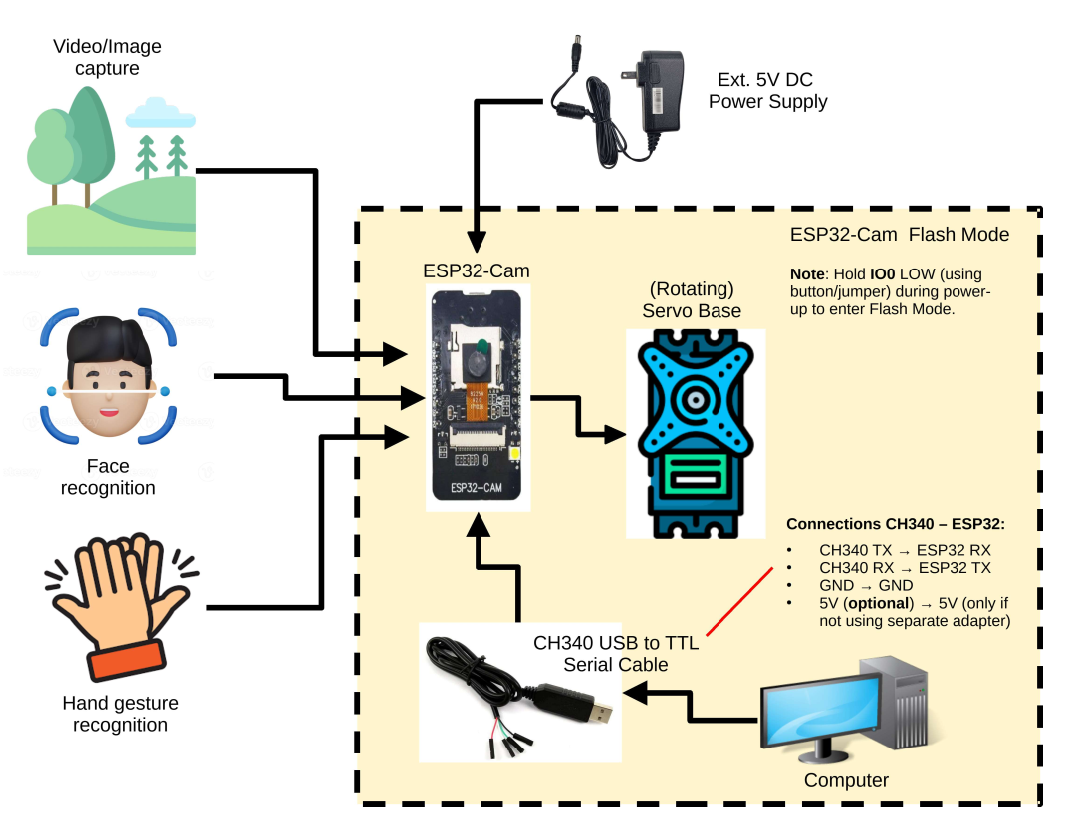 Video/Image
capture
Ext. 5V DC
Power Supply
ESP32-Cam Flash Mode
Note: Hold IO0 LOW (using
button/jumper) during power-
up to enter Flash Mode.
ESP32-Cam
(Rotating)
Servo Base
ESP32-CAM
Face
recognition
Connections CH340 – ESP32:
• CH340 TX → ESP32 RX
• CH340 RX → ESP32 TX
• GND → GND
• 5V (optional) → 5V (only if
not using separate adapter)
CH340 USB to TTL
Serial Cable
Hand gesture
recognition
Computer